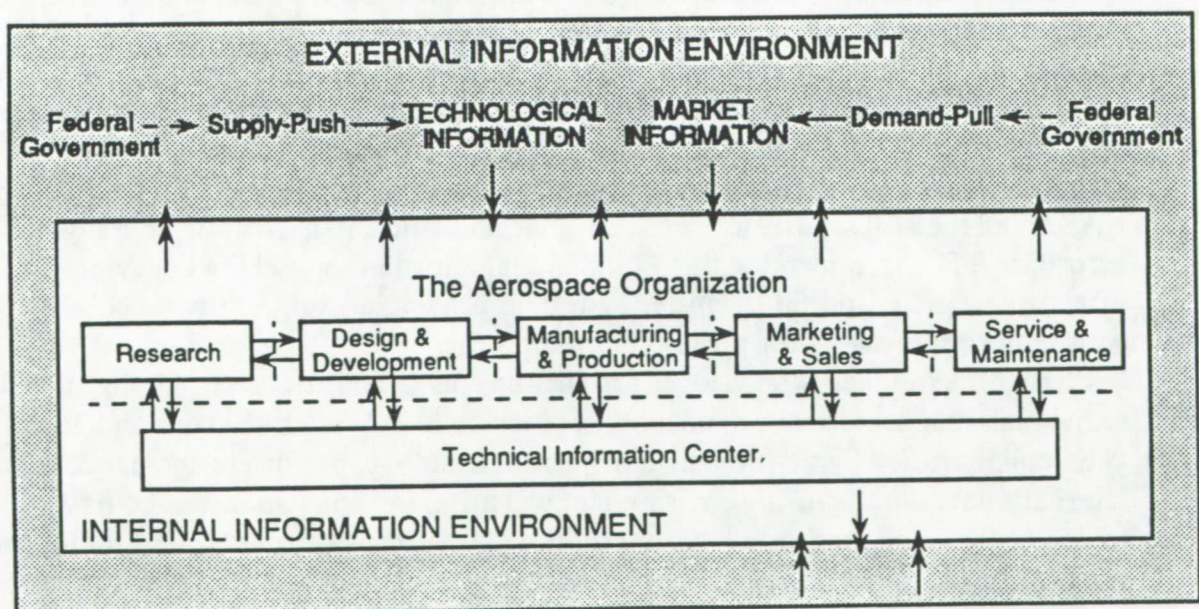 EXTERNAL INFORMATION ENVIRONMENT
Federal Government
Supply-Push
TECHNOLOGICAL
INFORMATION
MARKET
INFORMATION
Demand-Pull
Federal
Government
The Aerospace Organization
Research
Design &
Development
Manufacturing
& Production
Marketing
& Sales
Service &
Maintenance
Technical Information Center.
INTERNAL INFORMATION ENVIRONMENT